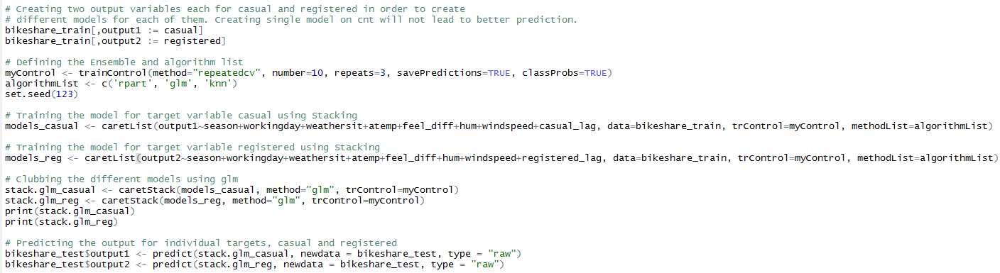 # Creating two output variables each for casual and registered in order to create
# different models for each of them. Creating single model on cnt will not lead to better prediction.
bikeshare_train[,output1 := casual]
bikeshare_train[,output2 := registered]

# Defining the Ensemble and algorithm list
myControl <- trainControl(method="repeatedcv", number=10, repeats=3, savePredictions=TRUE, classProbs=TRUE)
algorithmList <- c('rpart', 'glm', 'knn')
set.seed(123)

# Training the model for target variable casual using Stacking
models_casual <- caretList(output1~season+workingday+weathersit+atemp+feel_diff+hum+windspeed+casual_lag, data=bikeshare_train, trControl=myControl, methodList=algorithmList)

# Training the model for target variable registered using Stacking
models_reg <- caretList(output2~season+workingday+weathersit+atemp+feel_diff+hum+windspeed+registered_lag, data=bikeshare_train, trControl=myControl, methodList=algorithmList)

# Clubbing the different models using glm
stack.glm_casual <- caretStack(models_casual, method="glm", trControl=myControl)
stack.glm_reg <- caretStack(models_reg, method="glm", trControl=myControl)
print(stack.glm_casual)
print(stack.glm_reg)

# Predicting the output for individual targets, casual and registered
bikeshare_test$output1 <- predict(stack.glm_casual, newdata = bikeshare_test, type = "raw")
bikeshare_test$output2 <- predict(stack.glm_reg, newdata = bikeshare_test, type = "raw")